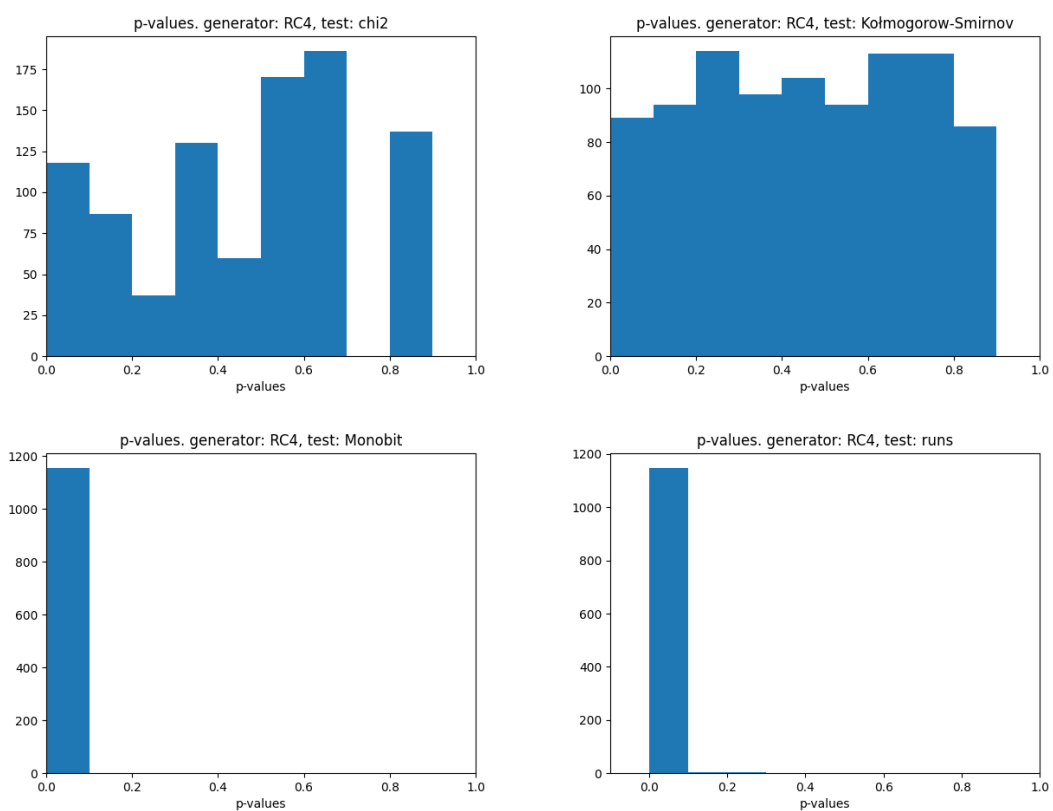 p-values. generator: RC4, test: chi2
175
150
125
100
75
50
25
0
0.0 0.2 0.4 0.6 0.8 1.0
p-values
p-values. generator: RC4, test: Kołmogorow-Smirnov
100
80
60
40
20
0
0.0 0.2 0.4 0.6 0.8 1.0
p-values
p-values. generator: RC4, test: Monobit
1200
1000
800
600
400
200
0
0.0 0.2 0.4 0.6 0.8 1.0
p-values
p-values. generator: RC4, test: runs
1200
1000
800
600
400
200
0
0.0 0.2 0.4 0.6 0.8 1.0
p-values